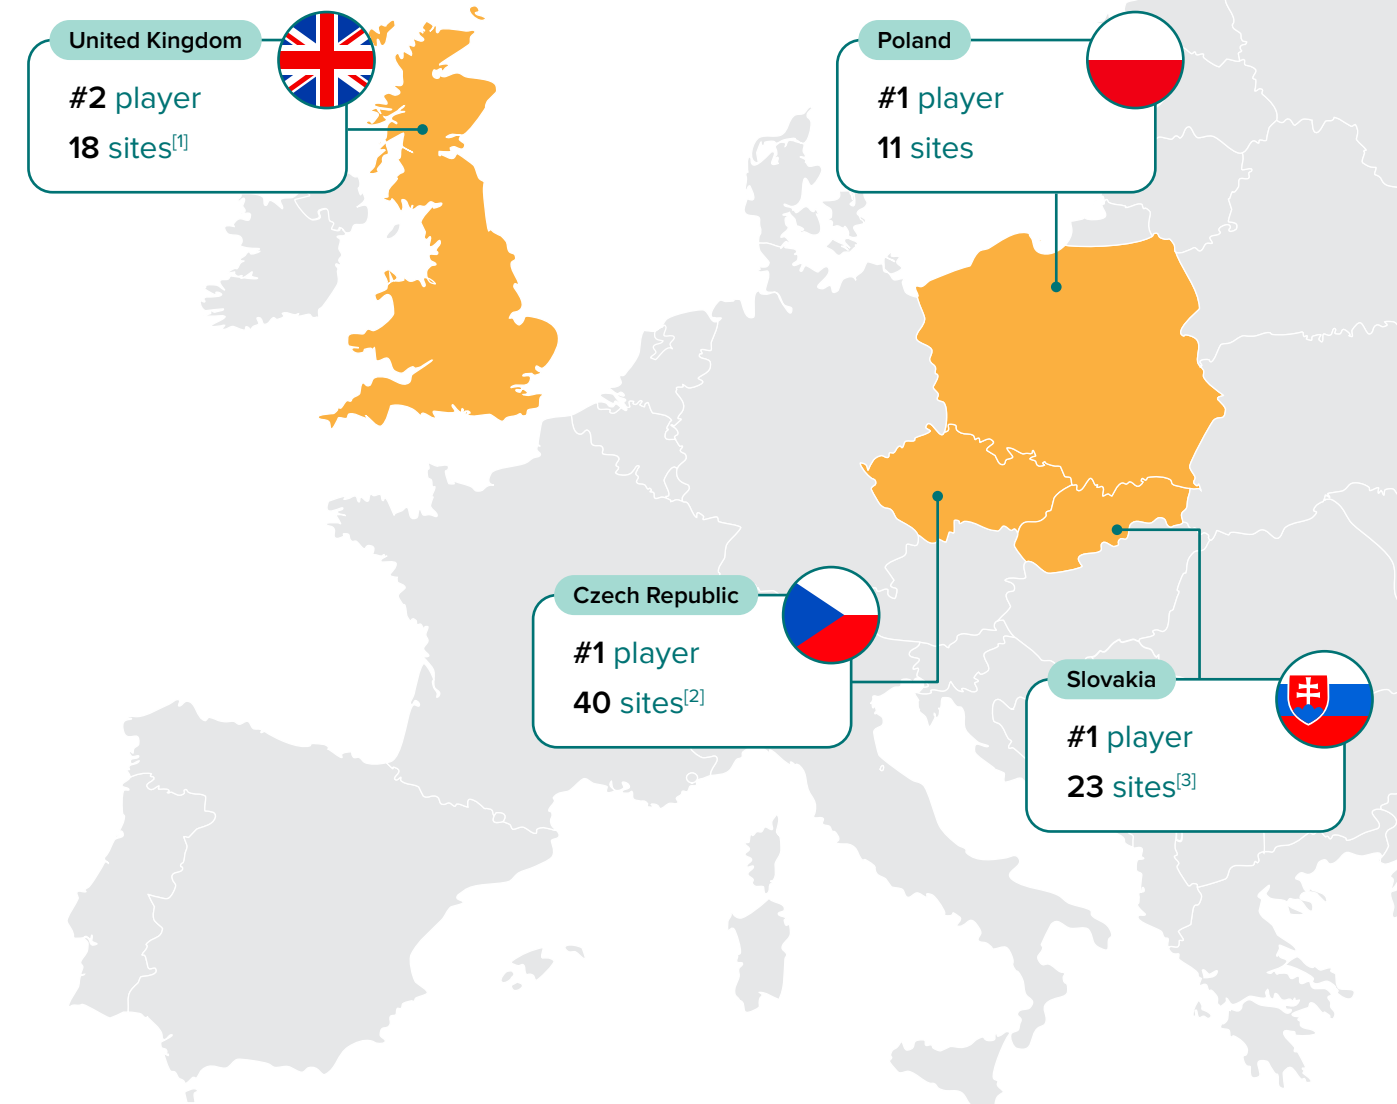 United Kingdom
#2 player
18 sites[1]
Poland
#1 player
11 sites
Czech Republic
#1 player
40 sites[2]
Slovakia
#1 player
23 sites[3]